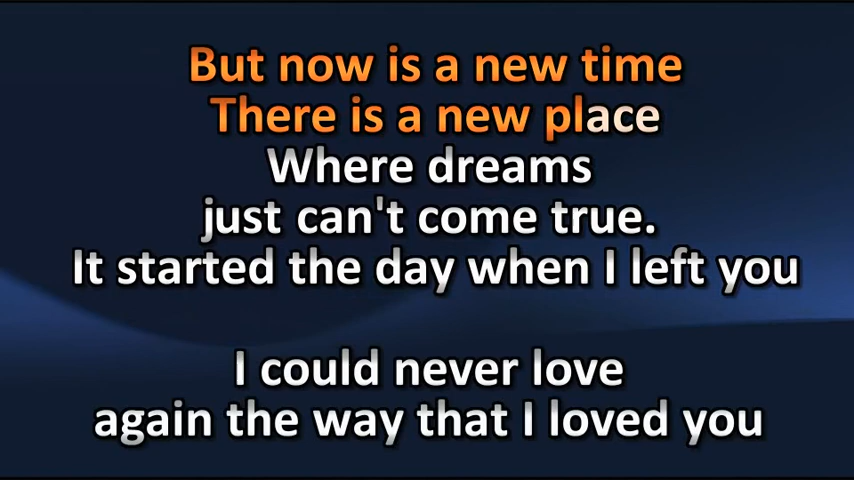 But now is a new time
There is a new place
Where dreams
just can't come true.
It started the day when I left you
I could never love
again the way that I loved you